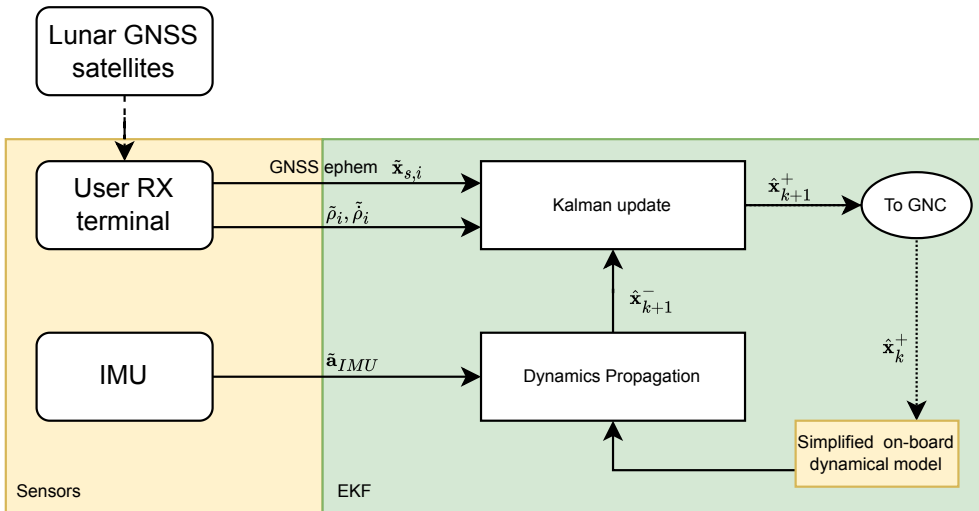 Lunar GNSS
satellites
User RX
terminal
GNSS ephem x̃_{s,i}
ρ̃_i, ρ̇̃_i
Kalman update
x̂⁺_{k+1}
To GNC
x̂⁻_{k+1}
x̂⁺_k
IMU
ã_{IMU}
Dynamics Propagation
Simplified on-board
dynamical model
Sensors
EKF